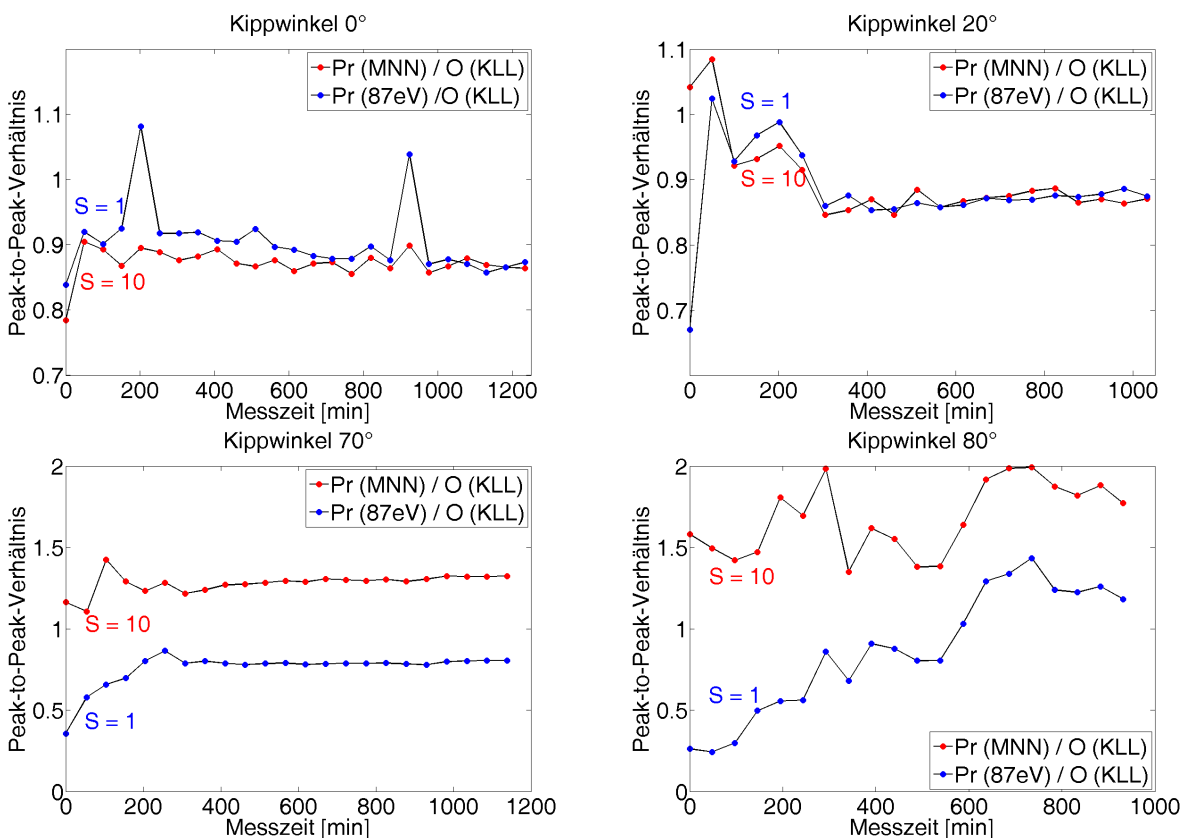 Kippwinkel 0°
Peak-to-Peak-Verhältnis
1.1
1
0.9
0.8
0.7
Pr (MNN) / O (KLL)
Pr (87eV) /O (KLL)
S = 1
S = 10
0 200 400 600 800 1000 1200
Messzeit [min]
Kippwinkel 20°
Peak-to-Peak-Verhältnis
1.1
1
0.9
0.8
0.7
Pr (MNN) / O (KLL)
Pr (87eV) / O (KLL)
S = 1
S = 10
0 200 400 600 800 1000
Messzeit [min]
Kippwinkel 70°
Peak-to-Peak-Verhältnis
2
1.5
1
0.5
0
Pr (MNN) / O (KLL)
Pr (87eV) / O (KLL)
S = 10
S = 1
0 200 400 600 800 1000 1200
Messzeit [min]
Kippwinkel 80°
Peak-to-Peak-Verhältnis
2
1.5
1
0.5
0
S = 10
S = 1
Pr (MNN) / O (KLL)
Pr (87eV) / O (KLL)
0 200 400 600 800 1000
Messzeit [min]